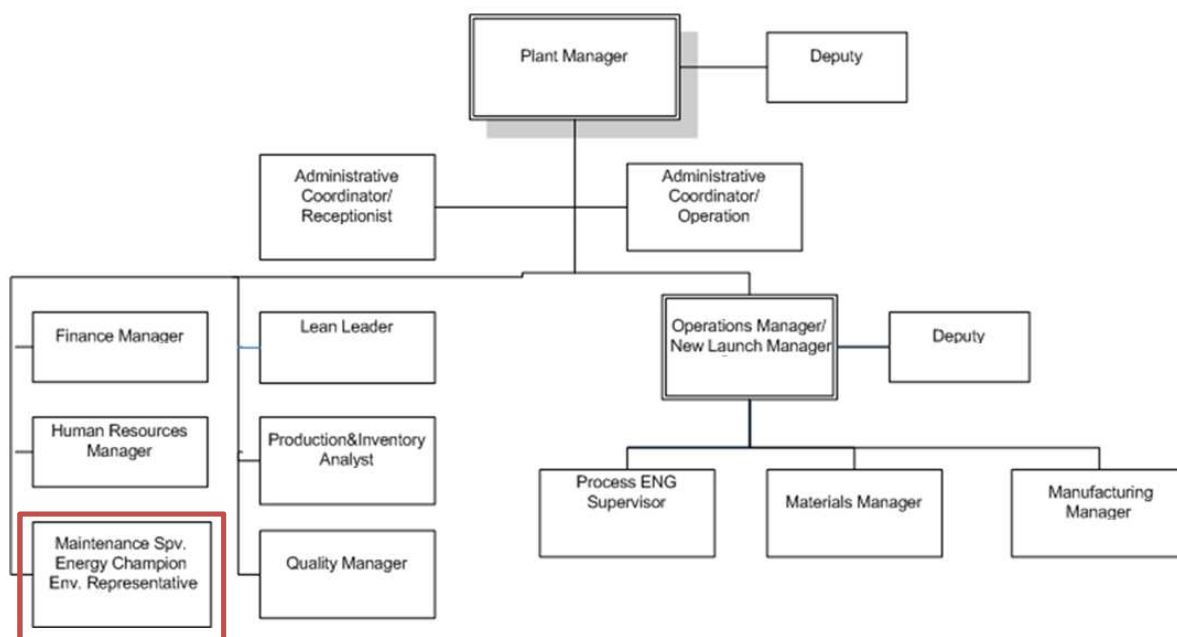 Plant Manager
Deputy
Administrative
Coordinator/
Receptionist
Administrative
Coordinator/
Operation
Finance Manager
Lean Leader
Operations Manager/
New Launch Manager
Deputy
Human Resources
Manager
Production&Inventory
Analyst
Process ENG
Supervisor
Materials Manager
Manufacturing
Manager
Maintenance Spv.
Energy Champion
Env. Representative
Quality Manager